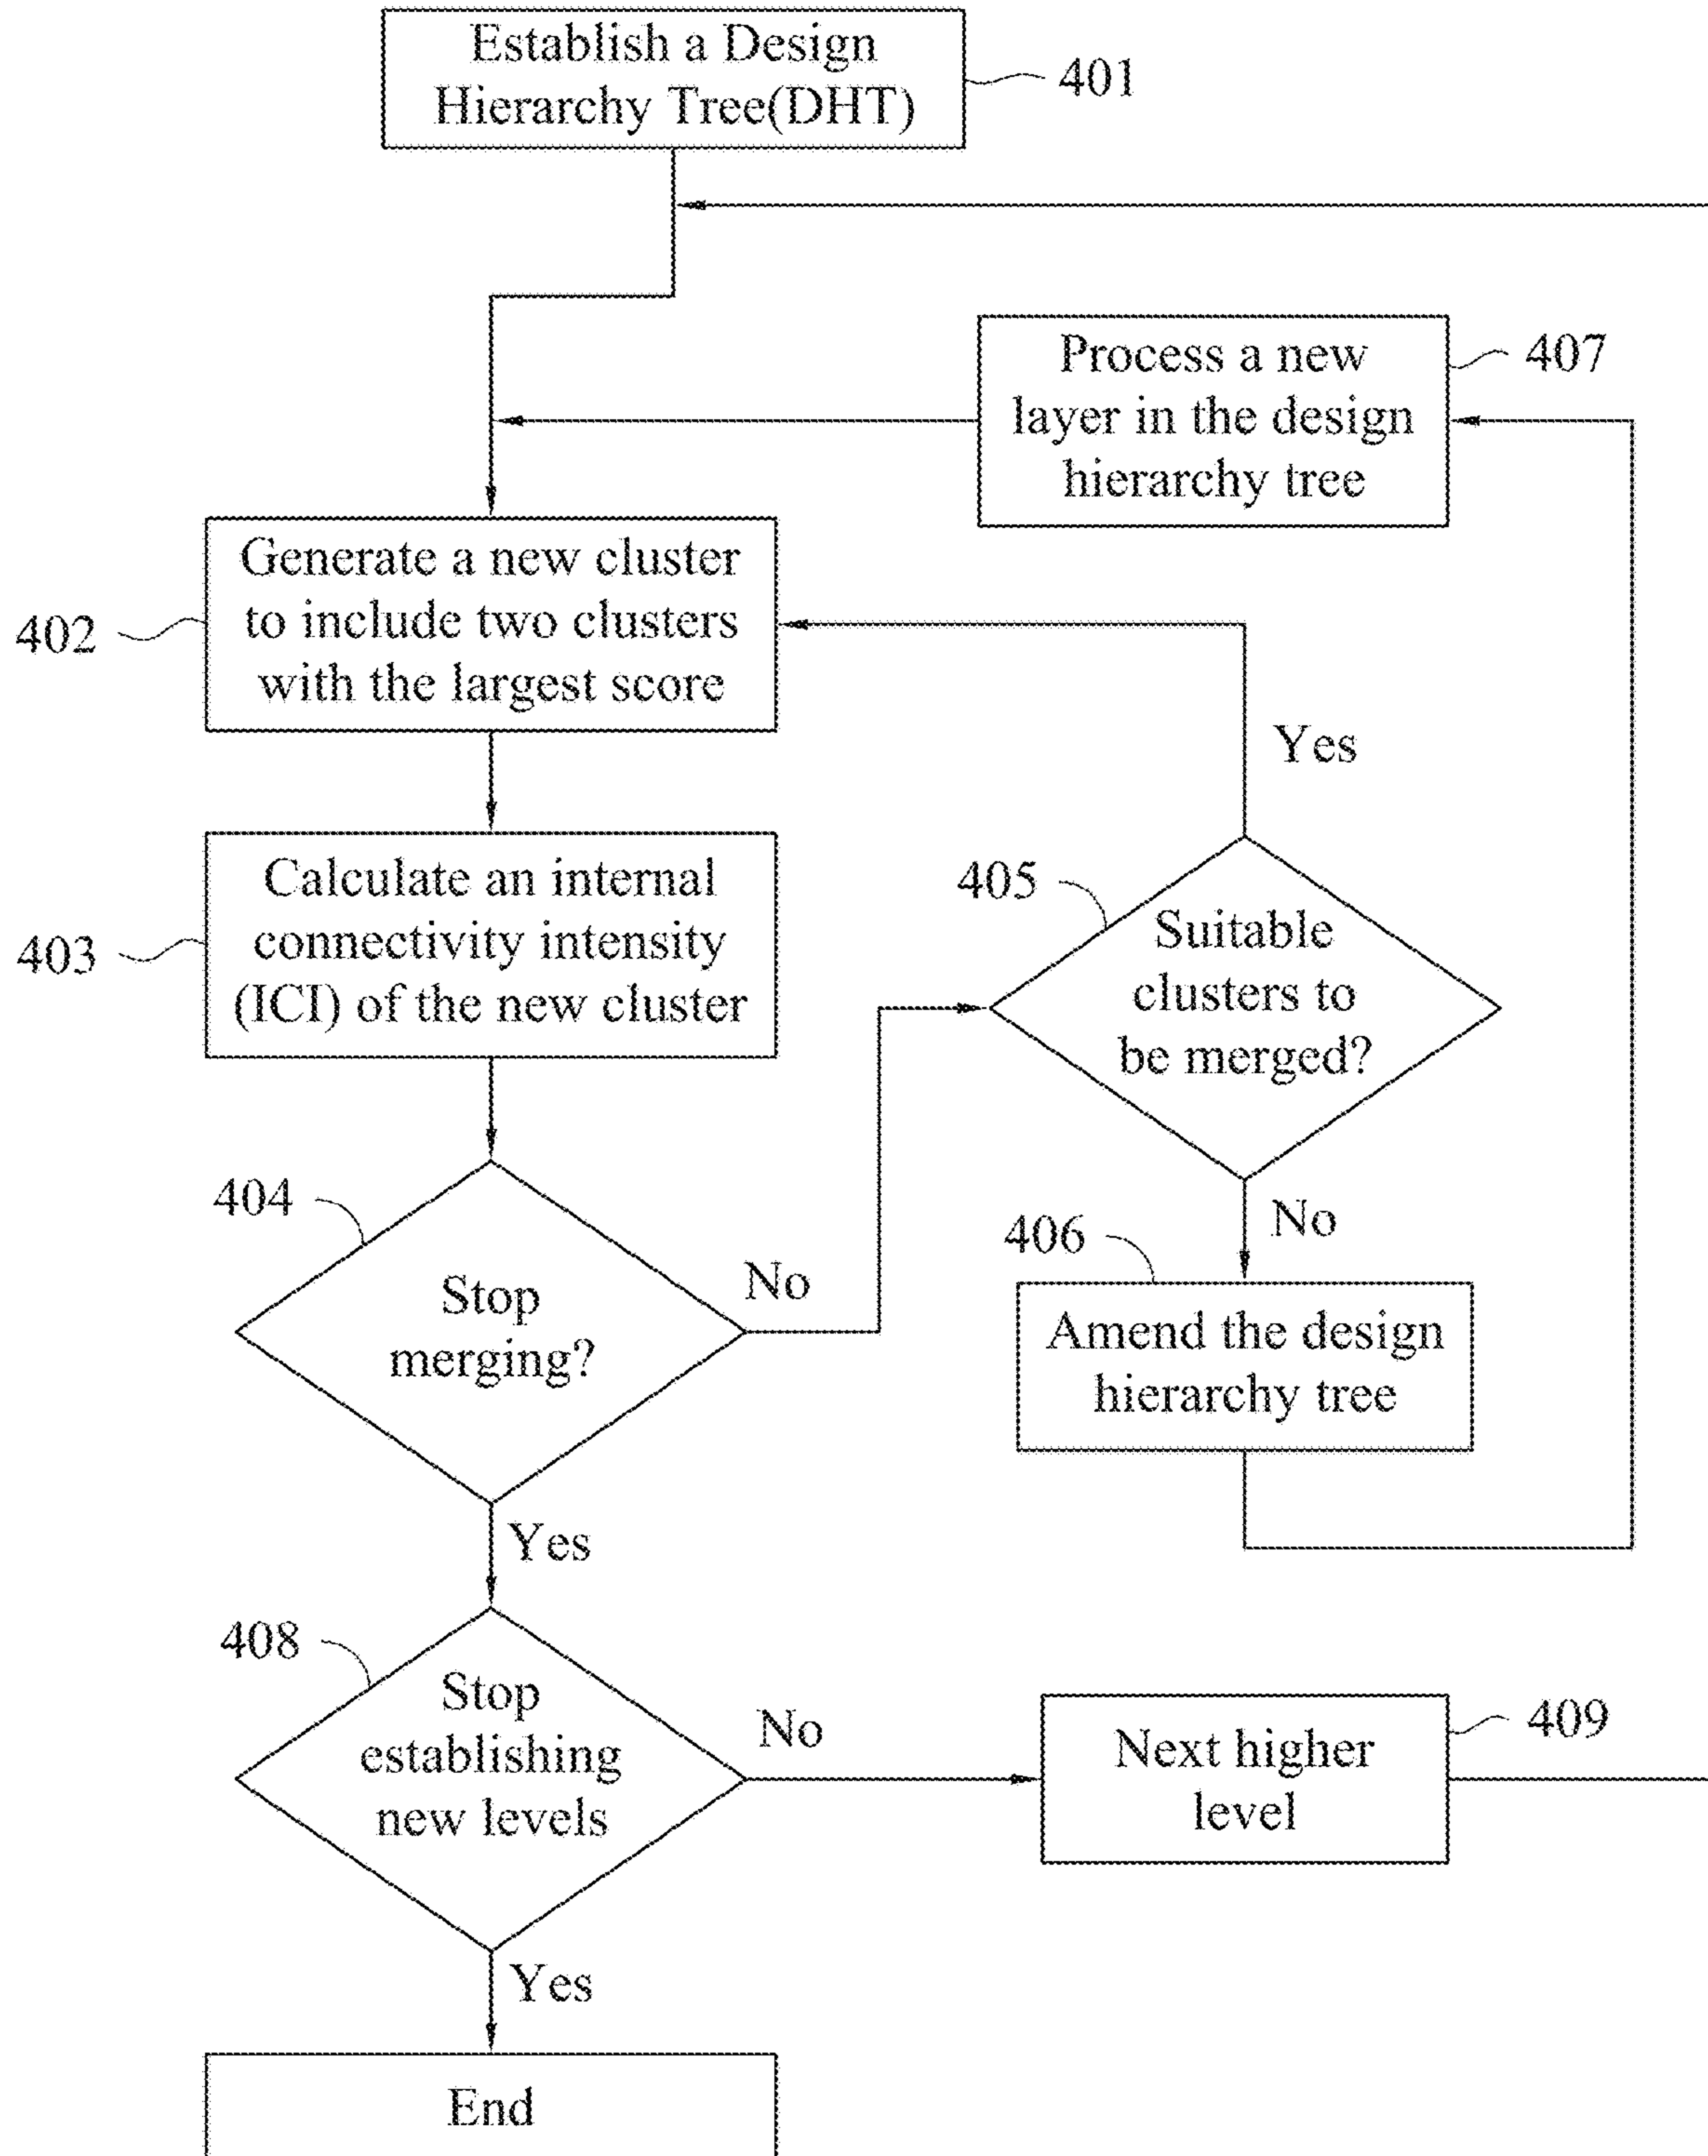 Establish a Design
Hierarchy Tree(DHT)
401
Process a new
layer in the design
hierarchy tree
407
Generate a new cluster
to include two clusters
with the largest score
402
Yes
Calculate an internal
connectivity intensity
(ICI) of the new cluster
403
405
Suitable
clusters to
be merged?
404
Stop
merging?
No
No
406
Amend the design
hierarchy tree
Yes
408
Stop
establishing
new levels
No
Next higher
level
409
Yes
End